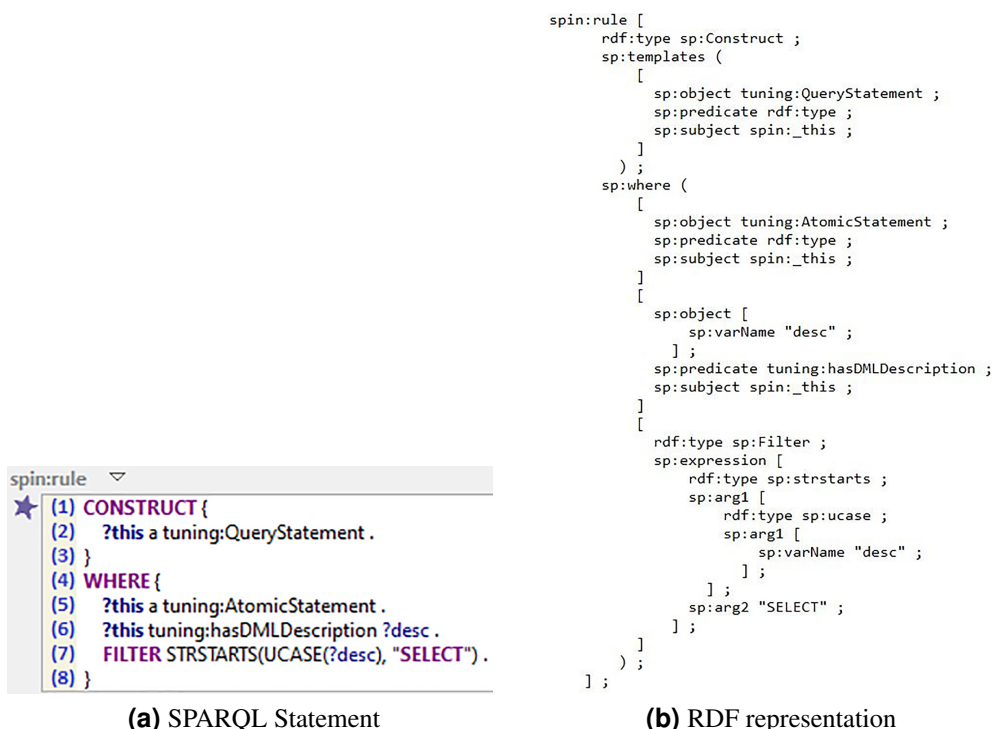 spin:rule
(1) CONSTRUCT {
(2) ?this a tuning:QueryStatement .
(3) }
(4) WHERE {
(5) ?this a tuning:AtomicStatement .
(6) ?this tuning:hasDMLDescription ?desc .
(7) FILTER STRSTARTS(UCASE(?desc), "SELECT") .
(8) }
(a) SPARQL Statement
spin:rule [
rdf:type sp:Construct ;
sp:templates (
[
sp:object tuning:QueryStatement ;
sp:predicate rdf:type ;
sp:subject spin:_this ;
]
) ;
sp:where (
[
sp:object tuning:AtomicStatement ;
sp:predicate rdf:type ;
sp:subject spin:_this ;
]
[
sp:object [
sp:varName "desc" ;
] ;
sp:predicate tuning:hasDMLDescription ;
sp:subject spin:_this ;
]
[
rdf:type sp:Filter ;
sp:expression [
rdf:type sp:strstarts ;
sp:arg1 [
rdf:type sp:ucase ;
sp:arg1 [
sp:varName "desc" ;
] ;
] ;
sp:arg2 "SELECT" ;
] ;
]
) ;
] ;
(b) RDF representation